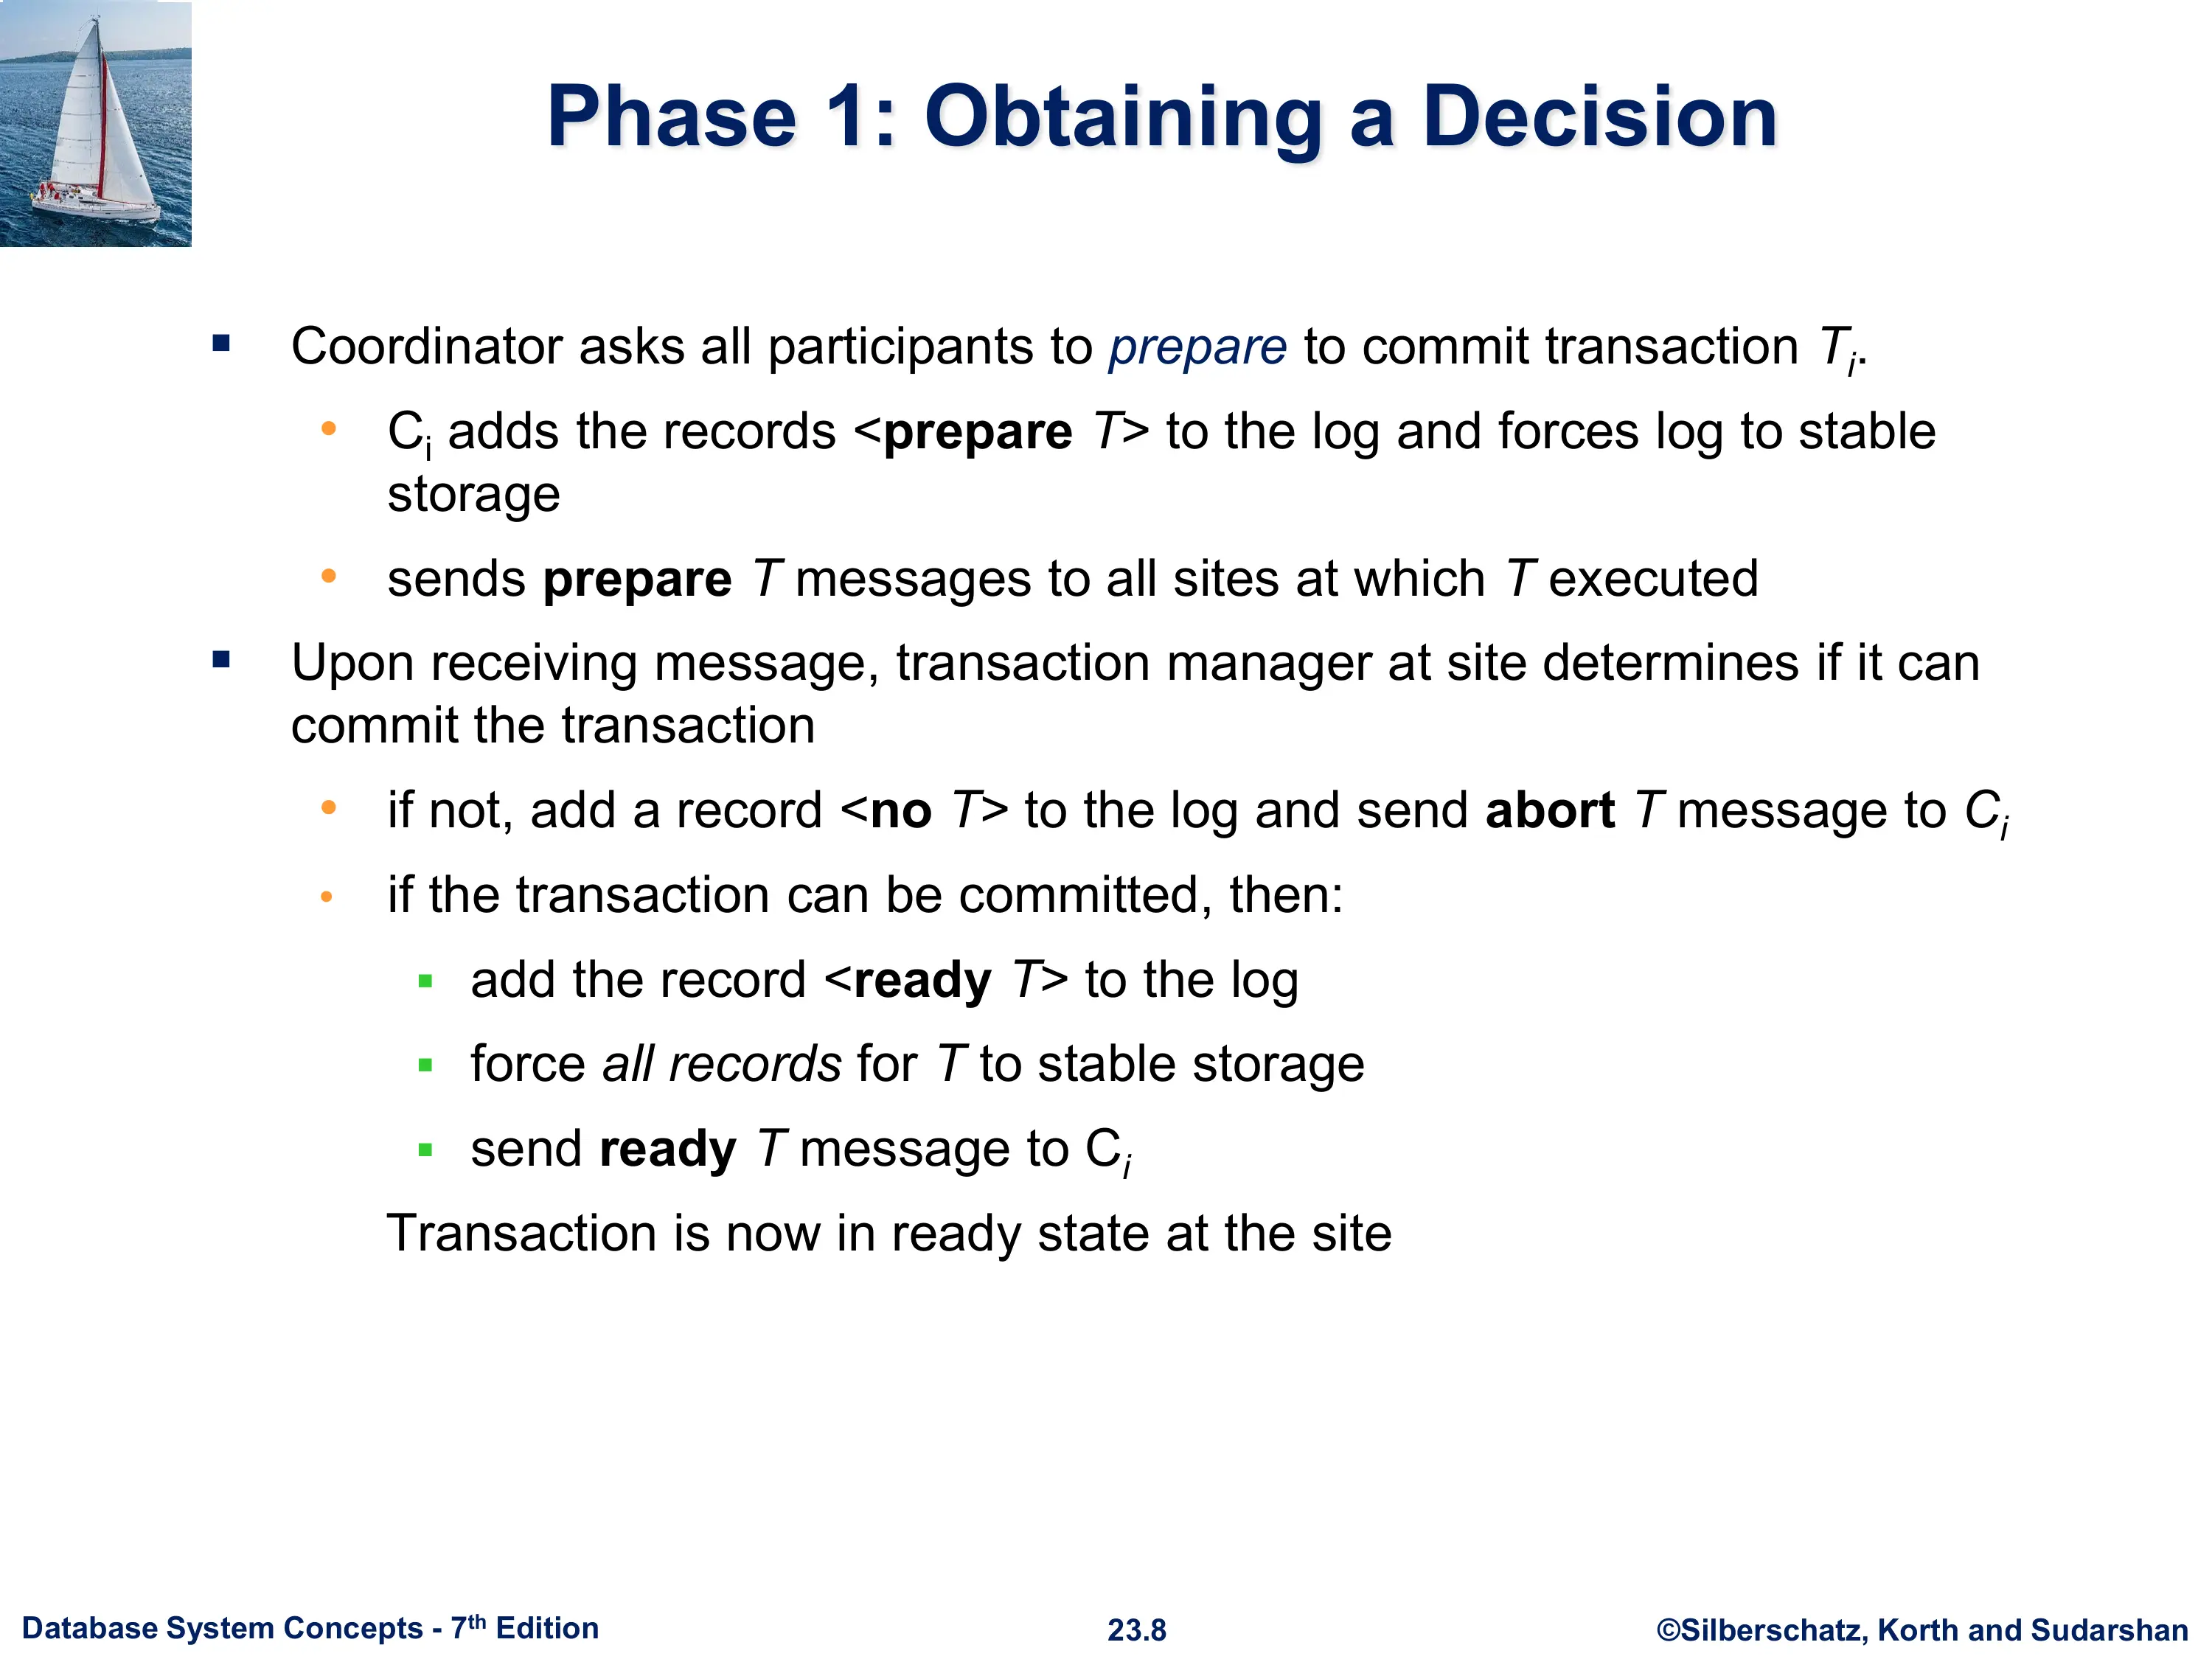 Phase 1: Obtaining a Decision
▪ Coordinator asks all participants to prepare to commit transaction Ti.
• Ci adds the records <prepare T> to the log and forces log to stable
storage
• sends prepare T messages to all sites at which T executed
▪ Upon receiving message, transaction manager at site determines if it can
commit the transaction
• if not, add a record <no T> to the log and send abort T message to Ci
• if the transaction can be committed, then:
▪ add the record <ready T> to the log
▪ force all records for T to stable storage
▪ send ready T message to Ci
Transaction is now in ready state at the site
Database System Concepts - 7th Edition
23.8
©Silberschatz, Korth and Sudarshan